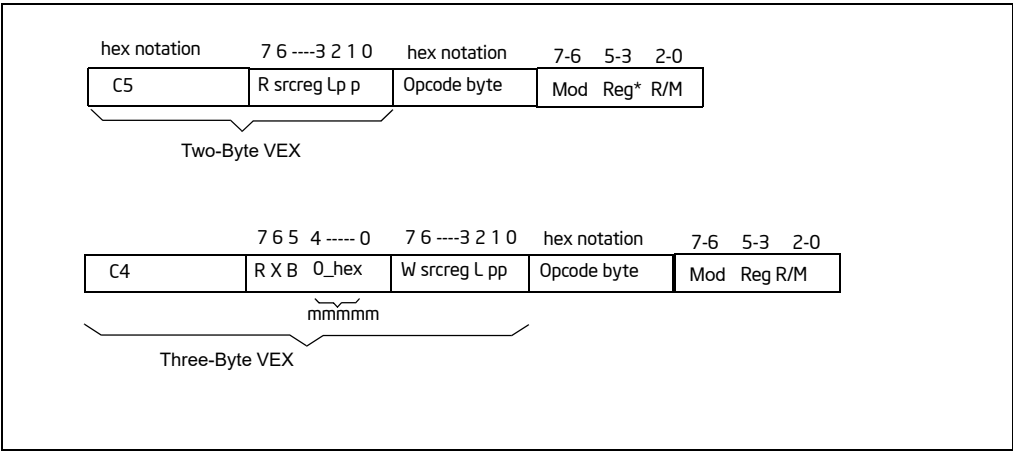 hex notation 7 6 ----3 2 1 0 hex notation 7-6 5-3 2-0
C5 R srcreg Lp p Opcode byte Mod Reg* R/M
Two-Byte VEX
7 6 5 4 ----- 0 7 6 ----3 2 1 0 hex notation 7-6 5-3 2-0
C4 R X B 0_hex W srcreg L pp Opcode byte Mod Reg R/M
mmmmm
Three-Byte VEX